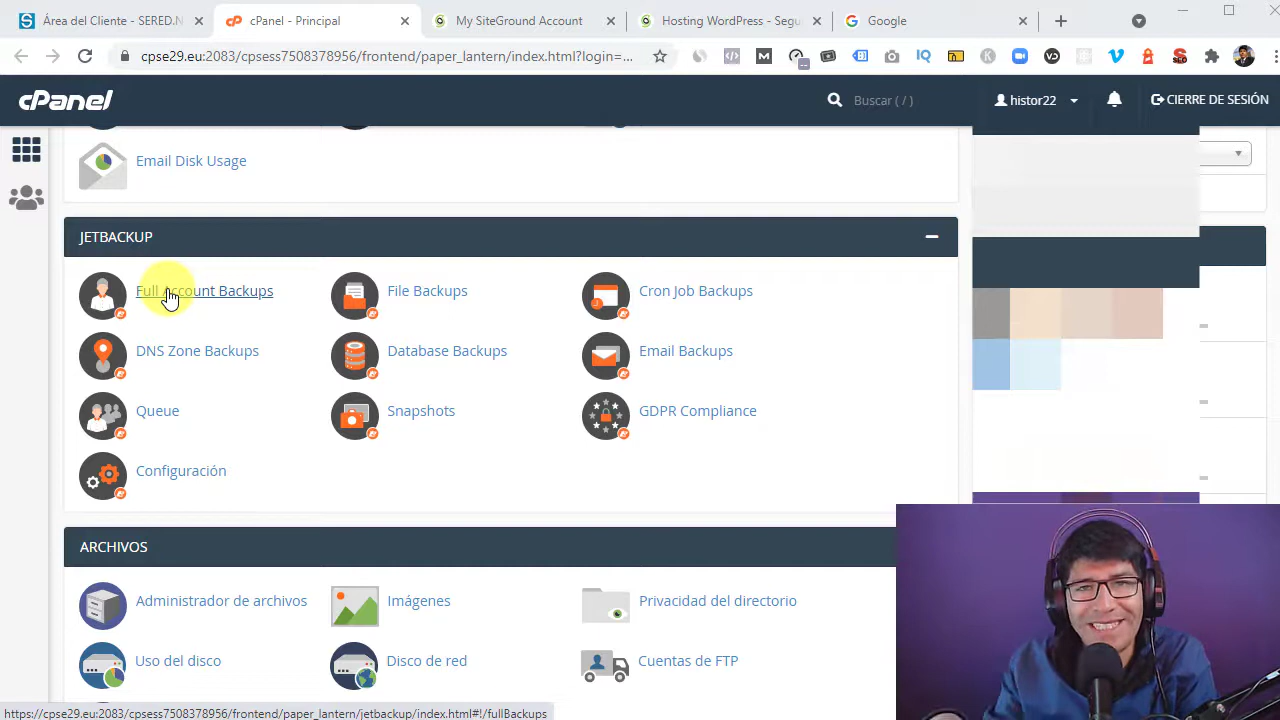 Área del Cliente - SERED.N
cPanel - Principal
My SiteGround Account
Hosting WordPress - Segu
Google
cpse29.eu:2083/cpsess7508378956/frontend/paper_lantern/index.html?login=...
cPanel
Buscar ( / )
histor22
CIERRE DE SESIÓN
Email Disk Usage
JETBACKUP
Full Account Backups
File Backups
Cron Job Backups
DNS Zone Backups
Database Backups
Email Backups
Queue
Snapshots
GDPR Compliance
Configuración
ARCHIVOS
Administrador de archivos
Imágenes
Privacidad del directorio
Uso del disco
Disco de red
Cuentas de FTP
https://cpse29.eu:2083/cpsess7508378956/frontend/paper_lantern/jetbackup/index.html#!/fullBackups